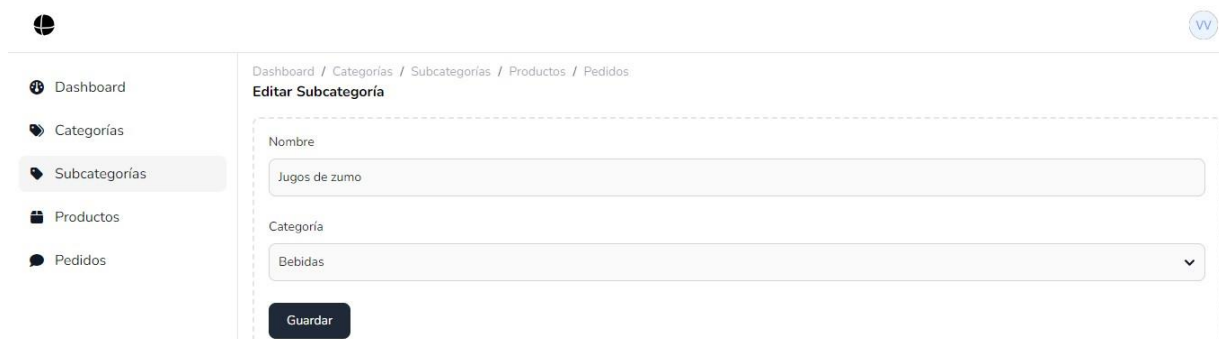 VV
Dashboard
Categorías
Subcategorías
Productos
Pedidos
Dashboard / Categorías / Subcategorías / Productos / Pedidos
Editar Subcategoría
Nombre
Jugos de zumo
Categoría
Bebidas
Guardar